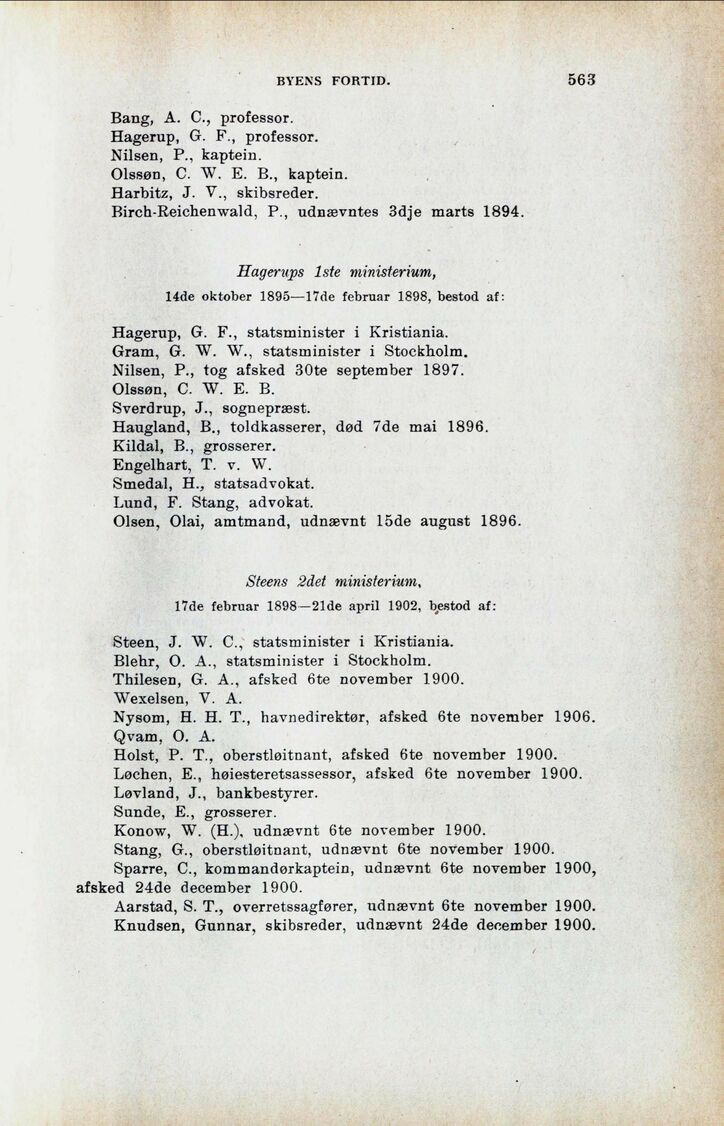 BYENS FORTID. 563
Bang, A. C., professor.
Hagerup, G. F., professor.
Nilsen, P., kaptein.
Olssøn, C. W. E. B., kaptein.
Harbitz, J. V., skibsreder.
Birch-Reichenwald, P., udnævntes 3dje marts 1894.
Hagerups 1ste ministerium,
14de oktober 1895—17de februar 1898, bestod af:
Hagerup, G. F., statsminister i Kristiania.
Gram, G. W. W., statsminister i Stockholm.
Nilsen, P., tog afsked 30te september 1897.
Olssøn, C. W. E. B.
Sverdrup, J., sognepræst.
Haugland, B., toldkasserer, død 7de mai 1896.
Kildal, B., grosserer.
Engelhart, T. v. W.
Smedal, H., statsadvokat.
Lund, F. Stang, advokat.
Olsen, Olai, amtmand, udnævnt 15de august 1896.
Steens 2det ministerium,
17de februar 1898—21de april 1902, bestod af:
Steen, J. W. C., statsminister i Kristiania.
Blehr, O. A., statsminister i Stockholm.
Thilesen, G. A., afsked 6te november 1900.
Wexelsen, V. A.
Nysom, H. H. T., havnedirektør, afsked 6te november 1906.
Qvam, O. A.
Holst, P. T., oberstløitnant, afsked 6te november 1900.
Løchen, E., høiesteretsassessor, afsked 6te november 1900.
Løvland, J., bankbestyrer.
Sunde, E., grosserer.
Konow, W. (H.), udnævnt 6te november 1900.
Stang, G., oberstløitnant, udnævnt 6te november 1900.
Sparre, C., kommandørkaptein, udnævnt 6te november 1900,
afsked 24de december 1900.
Aarstad, S. T., overretssagfører, udnævnt 6te november 1900.
Knudsen, Gunnar, skibsreder, udnævnt 24de december 1900.